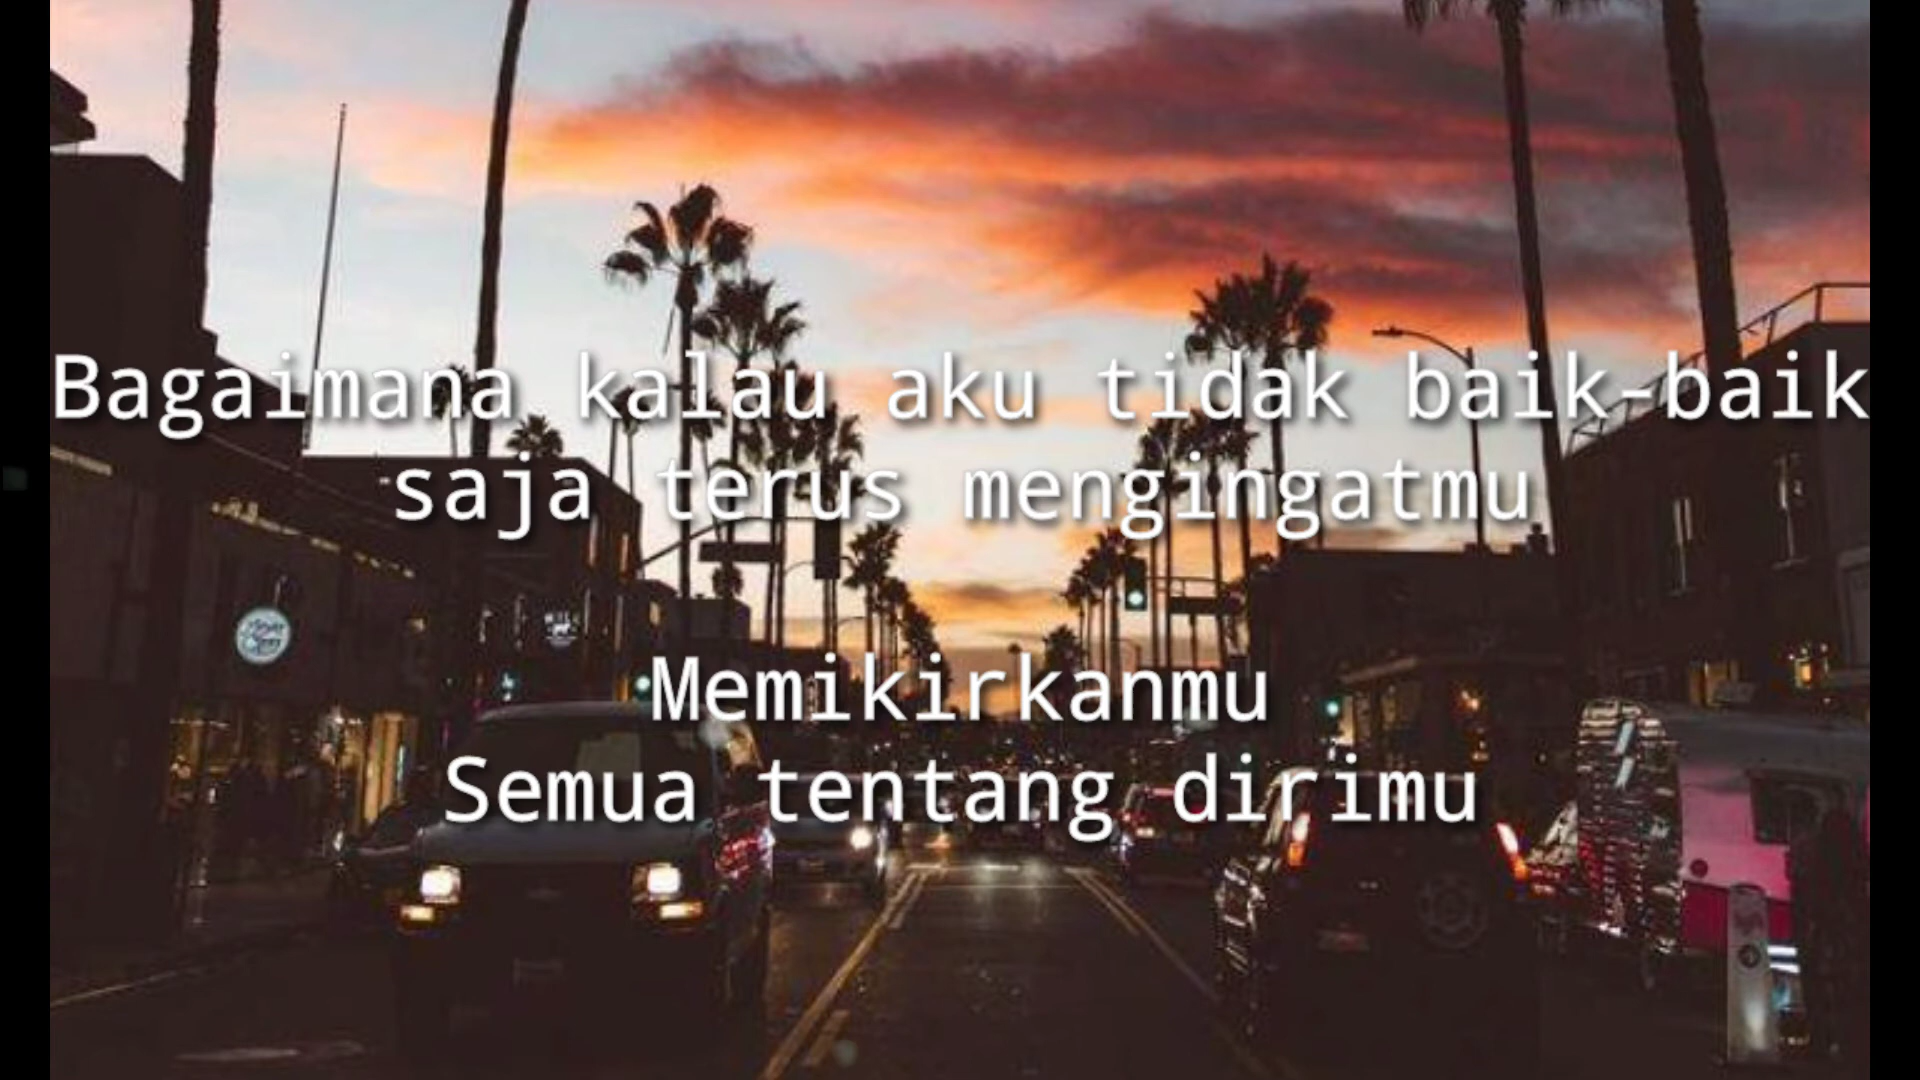 Bagaimana kalau aku tidak baik-baik
saja terus mengingatmu
Memikirkanmu
Semua tentang dirimu